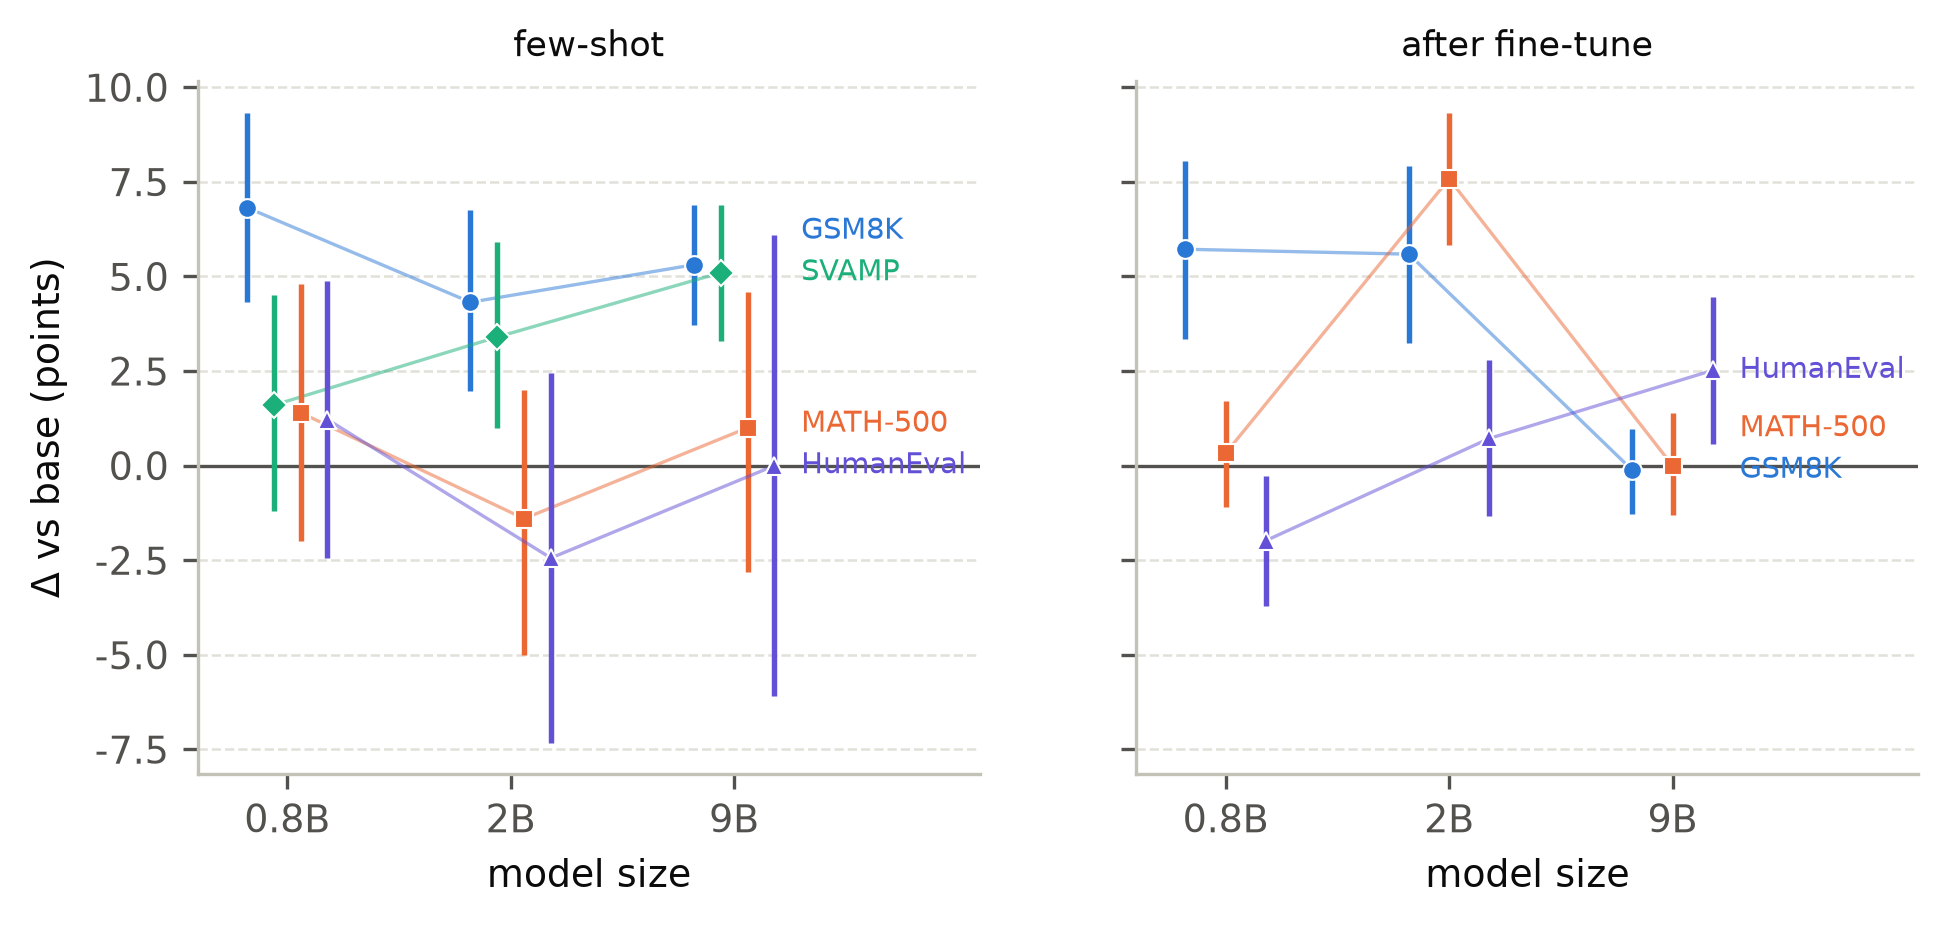 few-shot
after fine-tune
Δ vs base (points)
10.0
7.5
5.0
2.5
0.0
-2.5
-5.0
-7.5
GSM8K
SVAMP
MATH-500
HumanEval
HumanEval
MATH-500
GSM8K
0.8B
2B
9B
0.8B
2B
9B
model size
model size